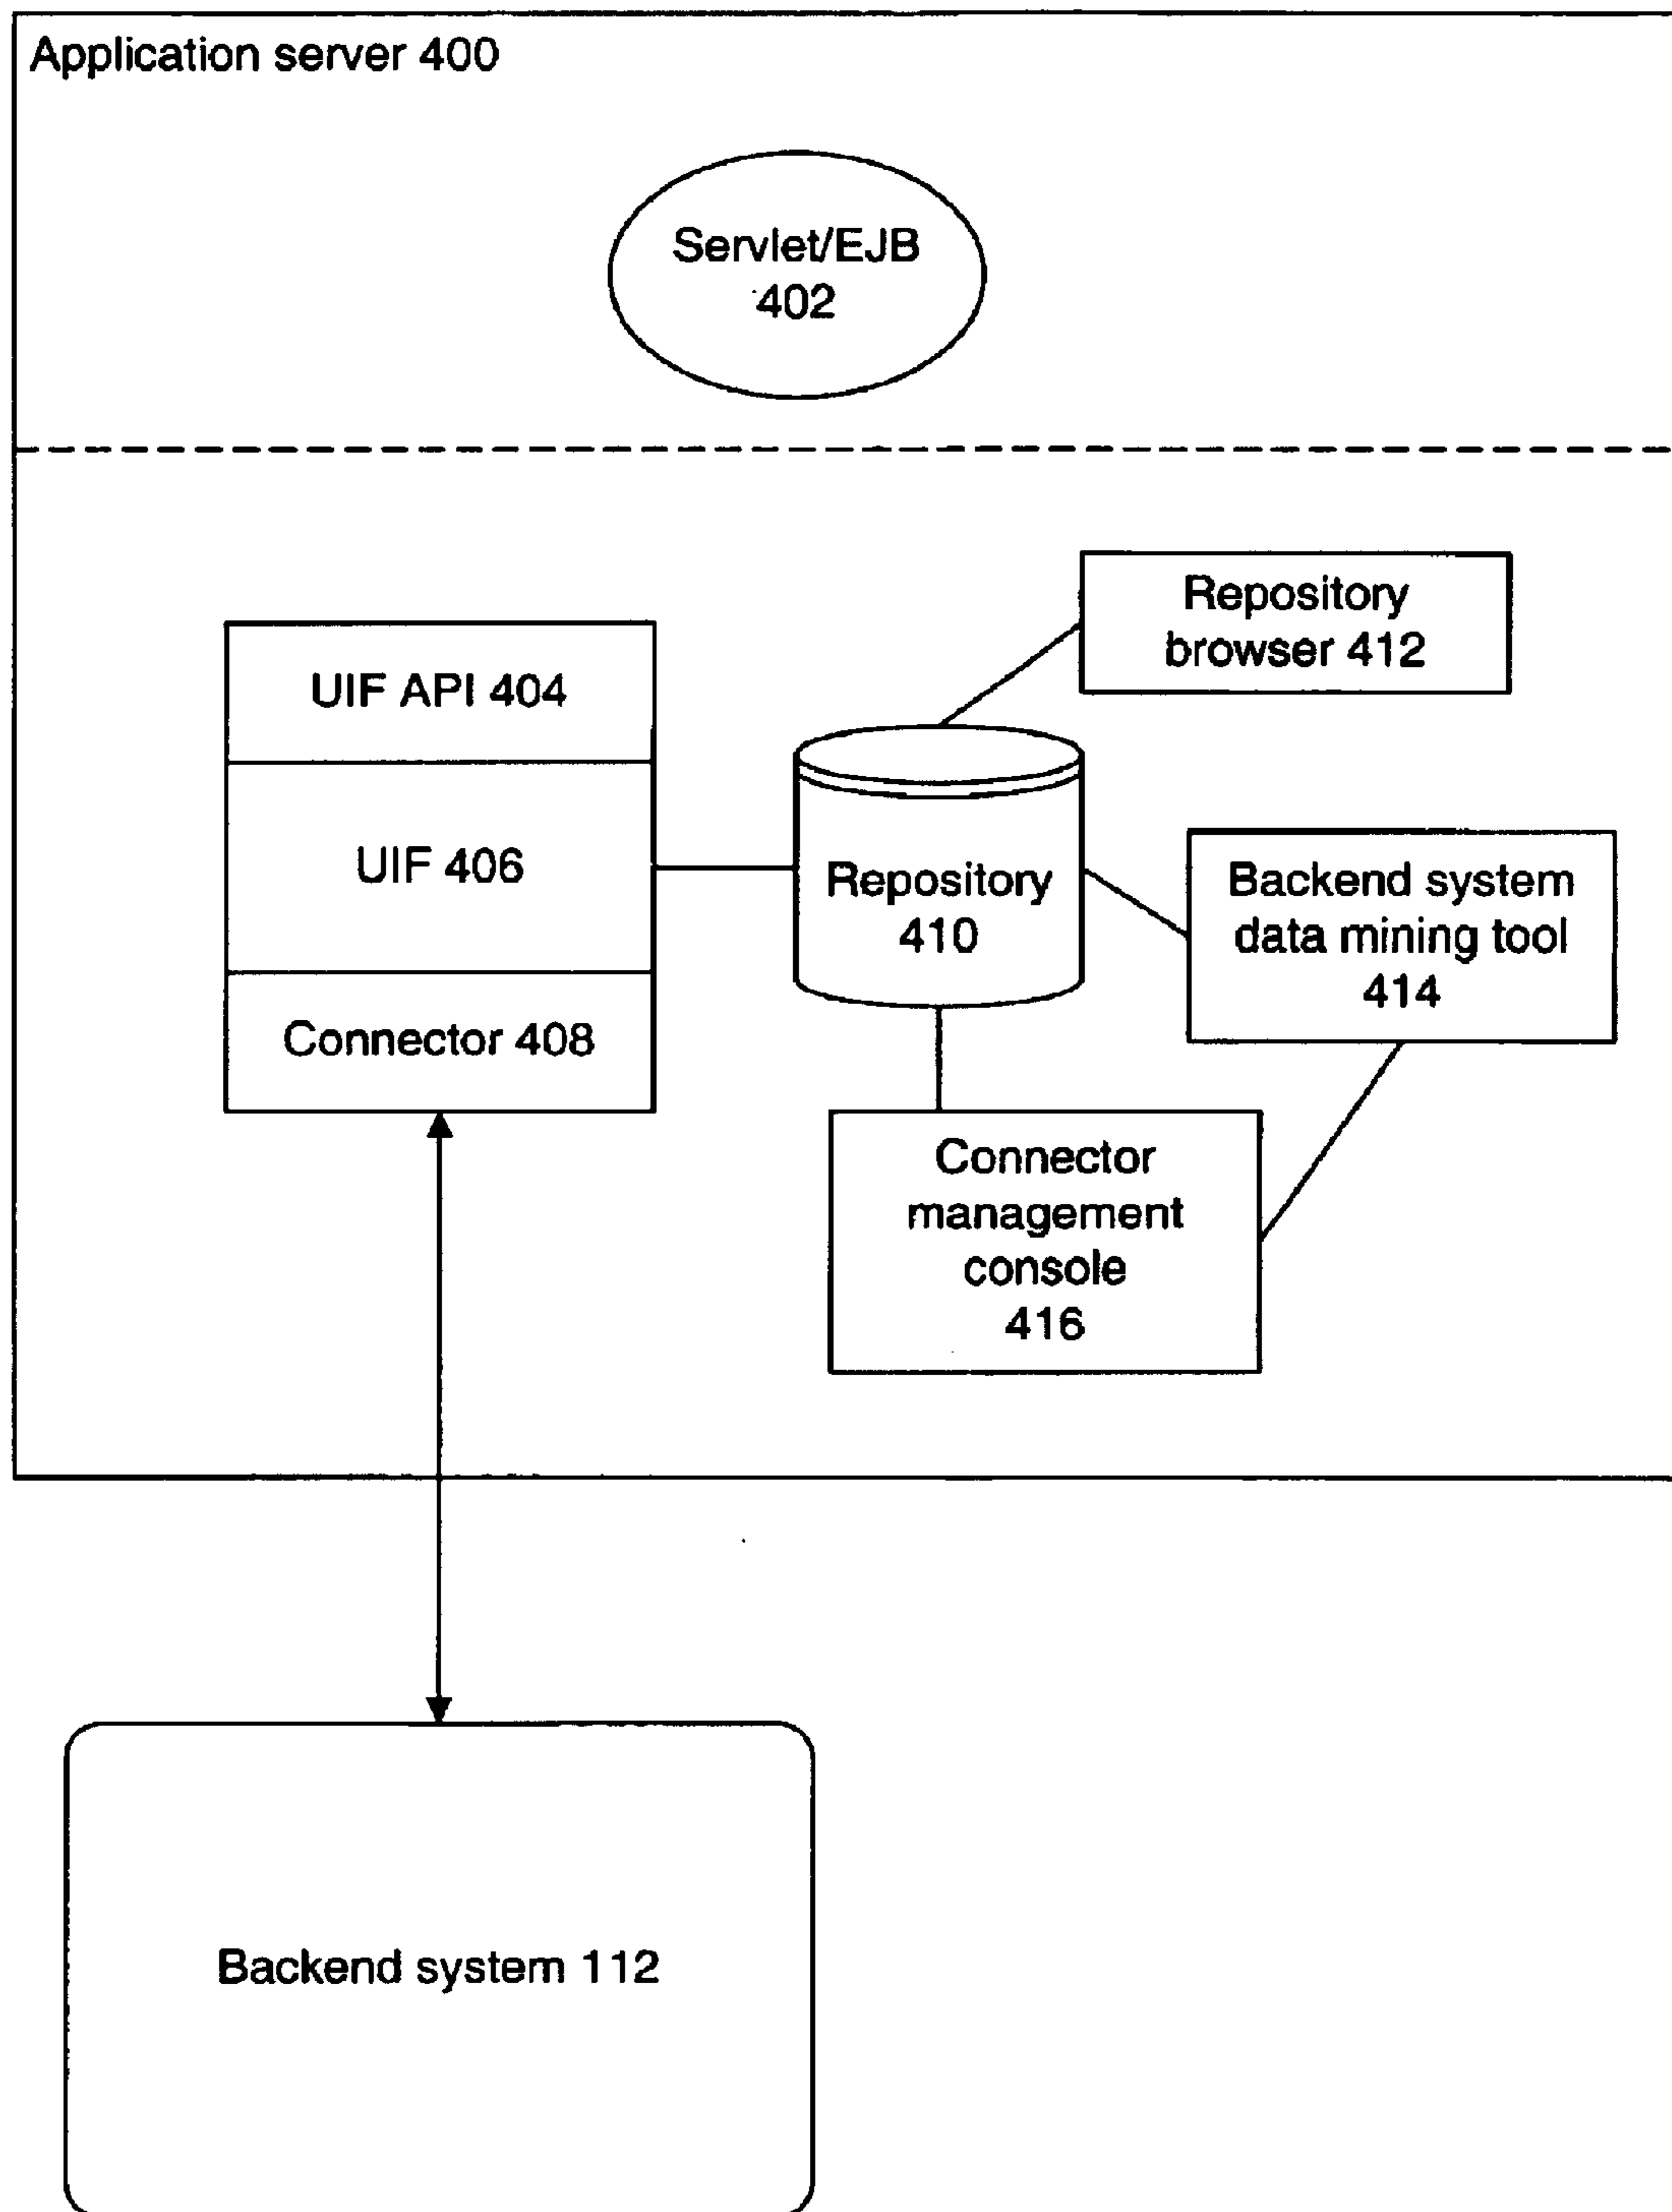 Application server 400
Servlet/EJB
402
Repository
browser 412
UIF API 404
UIF 406
Repository
410
Backend system
data mining tool
414
Connector 408
Connector
management
console
416
Backend system 112